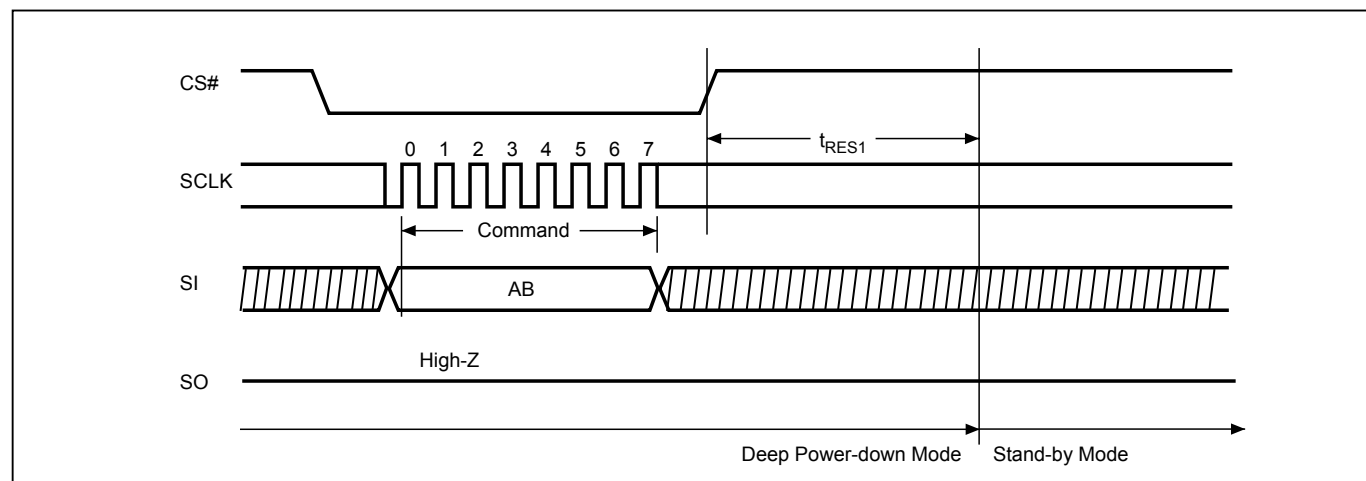 CS#
tRES1
0 1 2 3 4 5 6 7
SCLK
Command
SI
AB
High-Z
SO
Deep Power-down Mode Stand-by Mode